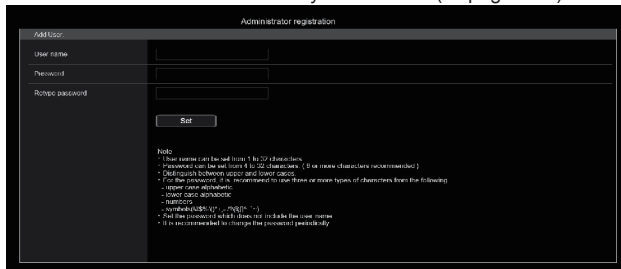 Administrator registration
Add User.
User name
Password
Retype password
Set
Note
・User name can be set from 1 to 32 characters
・Password can be set from 4 to 32 characters. ( 8 or more characters recommended )
・Distinguish between upper and lower cases.
・For the password, it is recommend to use three or more types of characters from the following
- upper case alphabetic
- lower case alphabetic
- numbers
- symbols
・Set the password which does not include the user name
・It is recommended to change the password periodically